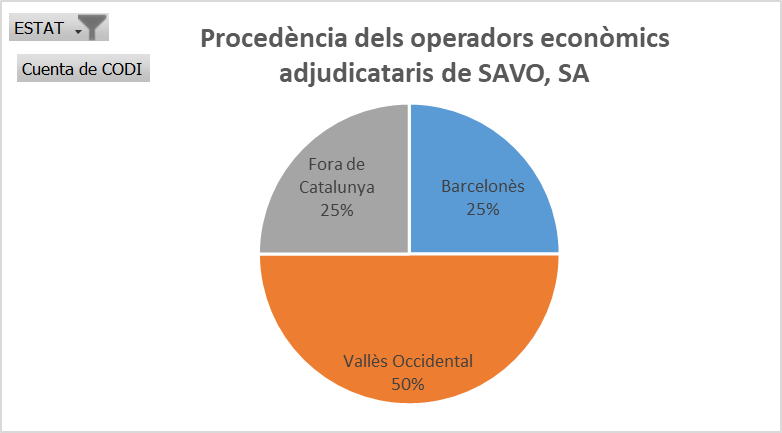 ESTAT
Cuenta de CODI
Procedència dels operadors econòmics
adjudicataris de SAVO, SA
Fora de
Catalunya
25%
Barcelonès
25%
Vallès Occidental
50%